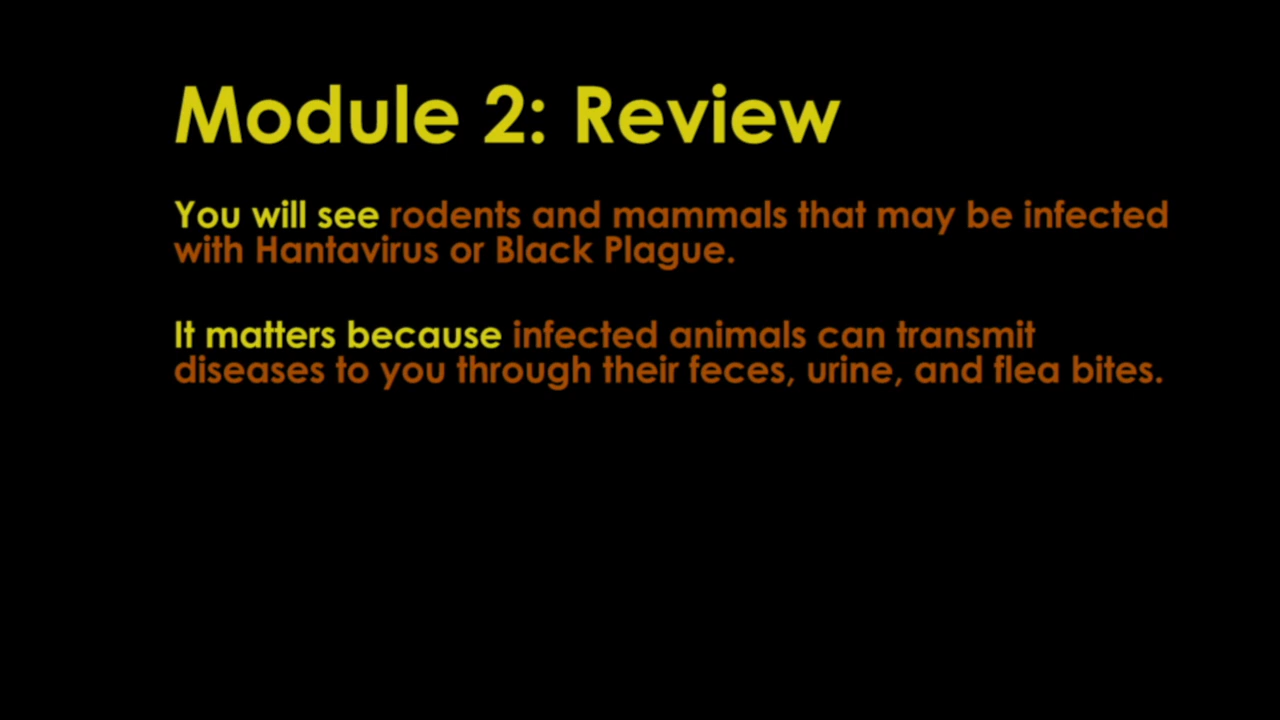 Module 2: Review
You will see rodents and mammals that may be infected
with Hantavirus or Black Plague.
It matters because infected animals can transmit
diseases to you through their feces, urine, and flea bites.